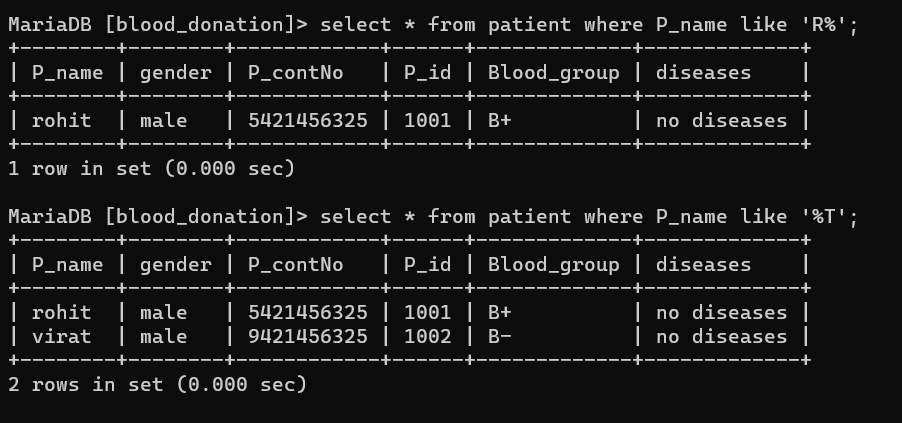 MariaDB [blood_donation]> select * from patient where P_name like 'R%';
+--------+--------+------------+------+-------------+-------------+
| P_name | gender | P_contNo   | P_id | Blood_group | diseases    |
+--------+--------+------------+------+-------------+-------------+
| rohit  | male   | 5421456325 | 1001 | B+          | no diseases |
+--------+--------+------------+------+-------------+-------------+
1 row in set (0.000 sec)

MariaDB [blood_donation]> select * from patient where P_name like '%T';
+--------+--------+------------+------+-------------+-------------+
| P_name | gender | P_contNo   | P_id | Blood_group | diseases    |
+--------+--------+------------+------+-------------+-------------+
| rohit  | male   | 5421456325 | 1001 | B+          | no diseases |
| virat  | male   | 9421456325 | 1002 | B-          | no diseases |
+--------+--------+------------+------+-------------+-------------+
2 rows in set (0.000 sec)